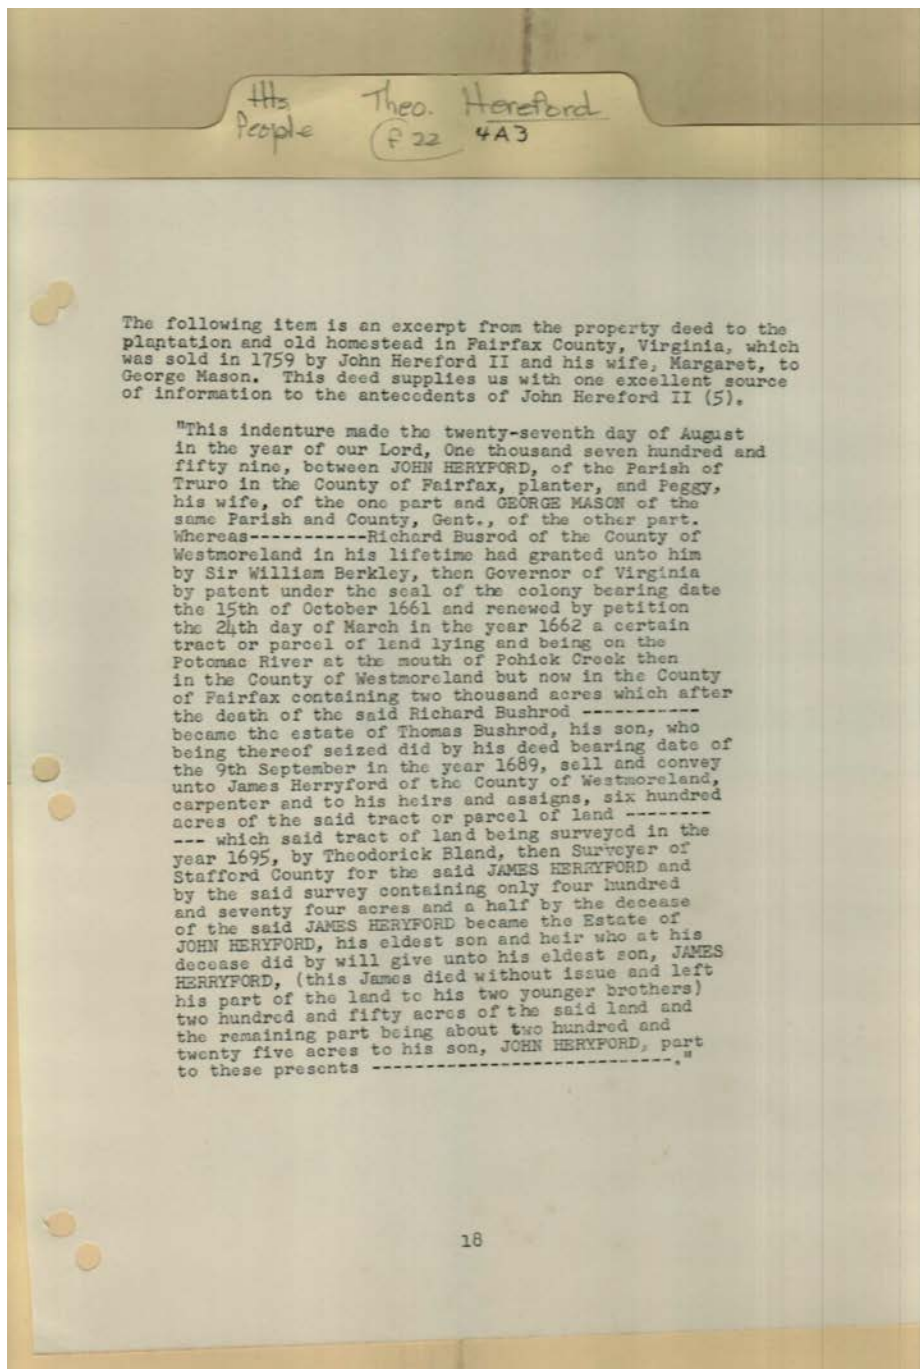 HHs Theo. Hereford
People P 22 4A3
The following item is an excerpt from the property deed to the
plantation and old homestead in Fairfax County, Virginia, which
was sold in 1759 by John Hereford II and his wife, Margaret, to
George Mason. This deed supplies us with one excellent source
of information to the antecedents of John Hereford II (5).
"This indenture made the twenty-seventh day of August
in the year of our Lord, One thousand seven hundred and
fifty nine, between JOHN HERYFORD, of the Parish of
Truro in the County of Fairfax, planter, and Peggy,
his wife, of the one part and GEORGE MASON of the
same Parish and County, Gent., of the other part.
Whereas-----------Richard Busrod of the County of
Westmoreland in his lifetime had granted unto him
by Sir William Berkley, then Governor of Virginia
by patent under the seal of the colony bearing date
the 15th of October 1661 and renewed by petition
the 24th day of March in the year 1662 a certain
tract or parcel of land lying and being on the
Potomac River at the mouth of Pohick Creek then
in the County of Westmoreland but now in the County
of Fairfax containing two thousand acres which after
the death of the said Richard Bushrod -----------
became the estate of Thomas Bushrod, his son, who
being thereof seized did by his deed bearing date of
the 9th September in the year 1689, sell and convey
unto James Herryford of the County of Westmoreland,
carpenter and to his heirs and assigns, six hundred
acres of the said tract or parcel of land --------
--- which said tract of land being surveyed in the
year 1695, by Theodorick Bland, then Surveyer of
Stafford County for the said JAMES HERRYFORD and
by the said survey containing only four hundred
and seventy four acres and a half by the decease
of the said JAMES HERYFORD became the Estate of
JOHN HERYFORD, his eldest son and heir who at his
decease did by will give unto his eldest son, JAMES
HERRYFORD, (this James died without issue and left
his part of the land to his two younger brothers)
two hundred and fifty acres of the said land and
the remaining part being about two hundred and
twenty five acres to his son, JOHN HERYFORD, part
to these presents ----------------------------."
18